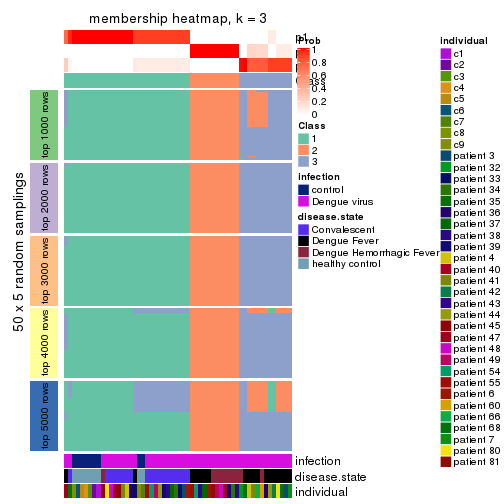 membership heatmap, k = 3
50 x 5 random samplings
top 1000 rows
top 2000 rows
top 3000 rows
top 4000 rows
top 5000 rows
p1
Prob
1
0.8
0.6
0.4
0.2
0
Class
1
2
3
infection
control
Dengue virus
disease.state
Convalescent
Dengue Fever
Dengue Hemorrhagic Fever
healthy control
infection
disease.state
individual
individual
c1
c2
c3
c4
c5
c6
c7
c8
c9
patient 3
patient 32
patient 33
patient 34
patient 35
patient 36
patient 37
patient 38
patient 39
patient 4
patient 40
patient 41
patient 42
patient 43
patient 44
patient 45
patient 47
patient 48
patient 49
patient 54
patient 55
patient 6
patient 60
patient 66
patient 68
patient 7
patient 80
patient 81